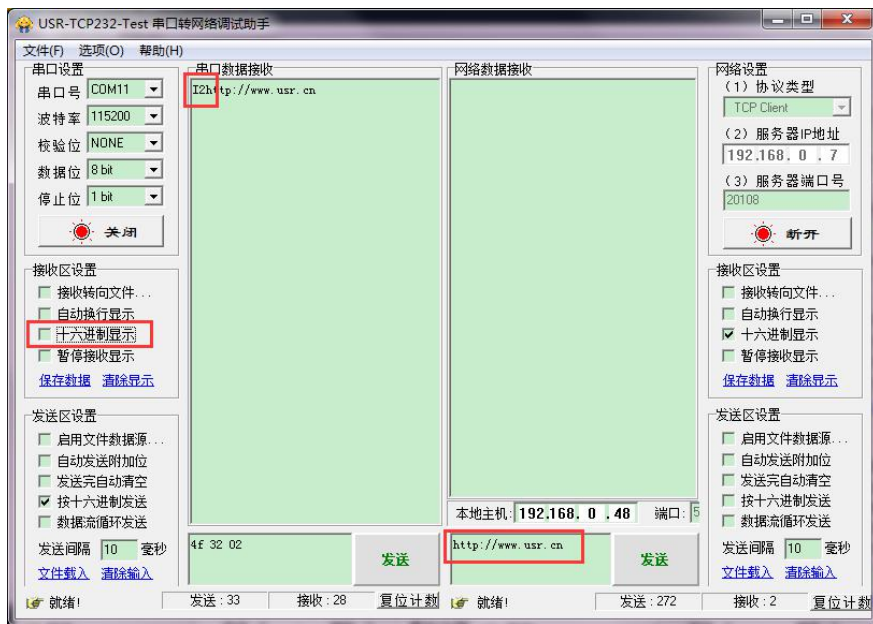 USR-TCP232-Test 串口转网络调试助手
文件(F) 选项(O) 帮助(H)
串口设置
串口号 COM11
波特率 115200
校验位 NONE
数据位 8 bit
停止位 1 bit
关闭
接收区设置
接收转向文件...
自动换行显示
十六进制显示
暂停接收显示
保存数据 清除显示
发送区设置
启用文件数据源...
自动发送附加位
发送完自动清空
按十六进制发送
数据流循环发送
发送间隔 10 毫秒
文件载入 清除输入
就绪!
串口数据接收
I2http://www.usr.cn
4f 32 02
发送
发送:33 接收:28 复位计数
网络数据接收
本地主机: 192.168. 0 .48 端口: 5
http://www.usr.cn
发送
就绪! 发送:272 接收:2 复位计数
网络设置
(1) 协议类型
TCP Client
(2) 服务器IP地址
192.168. 0 . 7
(3) 服务器端口号
20108
断开
接收区设置
接收转向文件...
自动换行显示
十六进制显示
暂停接收显示
保存数据 清除显示
发送区设置
启用文件数据源...
自动发送附加位
发送完自动清空
按十六进制发送
数据流循环发送
发送间隔 10 毫秒
文件载入 清除输入